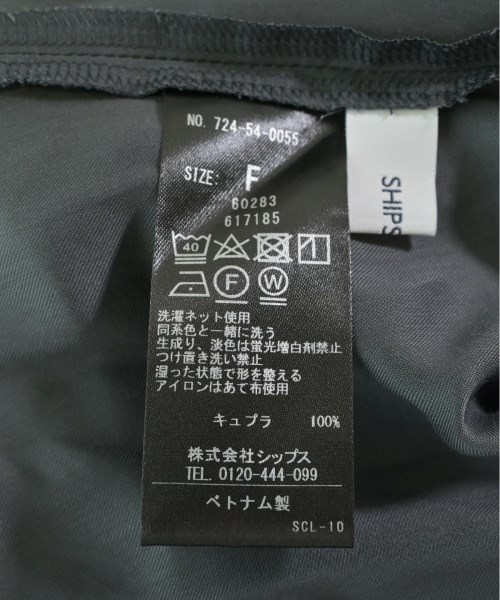 NO. 724-54-0055
SIZE: F
60283
617185
40
F W
洗濯ネット使用
同系色と一緒に洗う
生成り、淡色は蛍光増白剤禁止
つけ置き洗い禁止
湿った状態で形を整える
アイロンはあて布使用
キュプラ 100%
株式会社シップス
TEL. 0120-444-099
ベトナム製
SCL-10
SHIPS